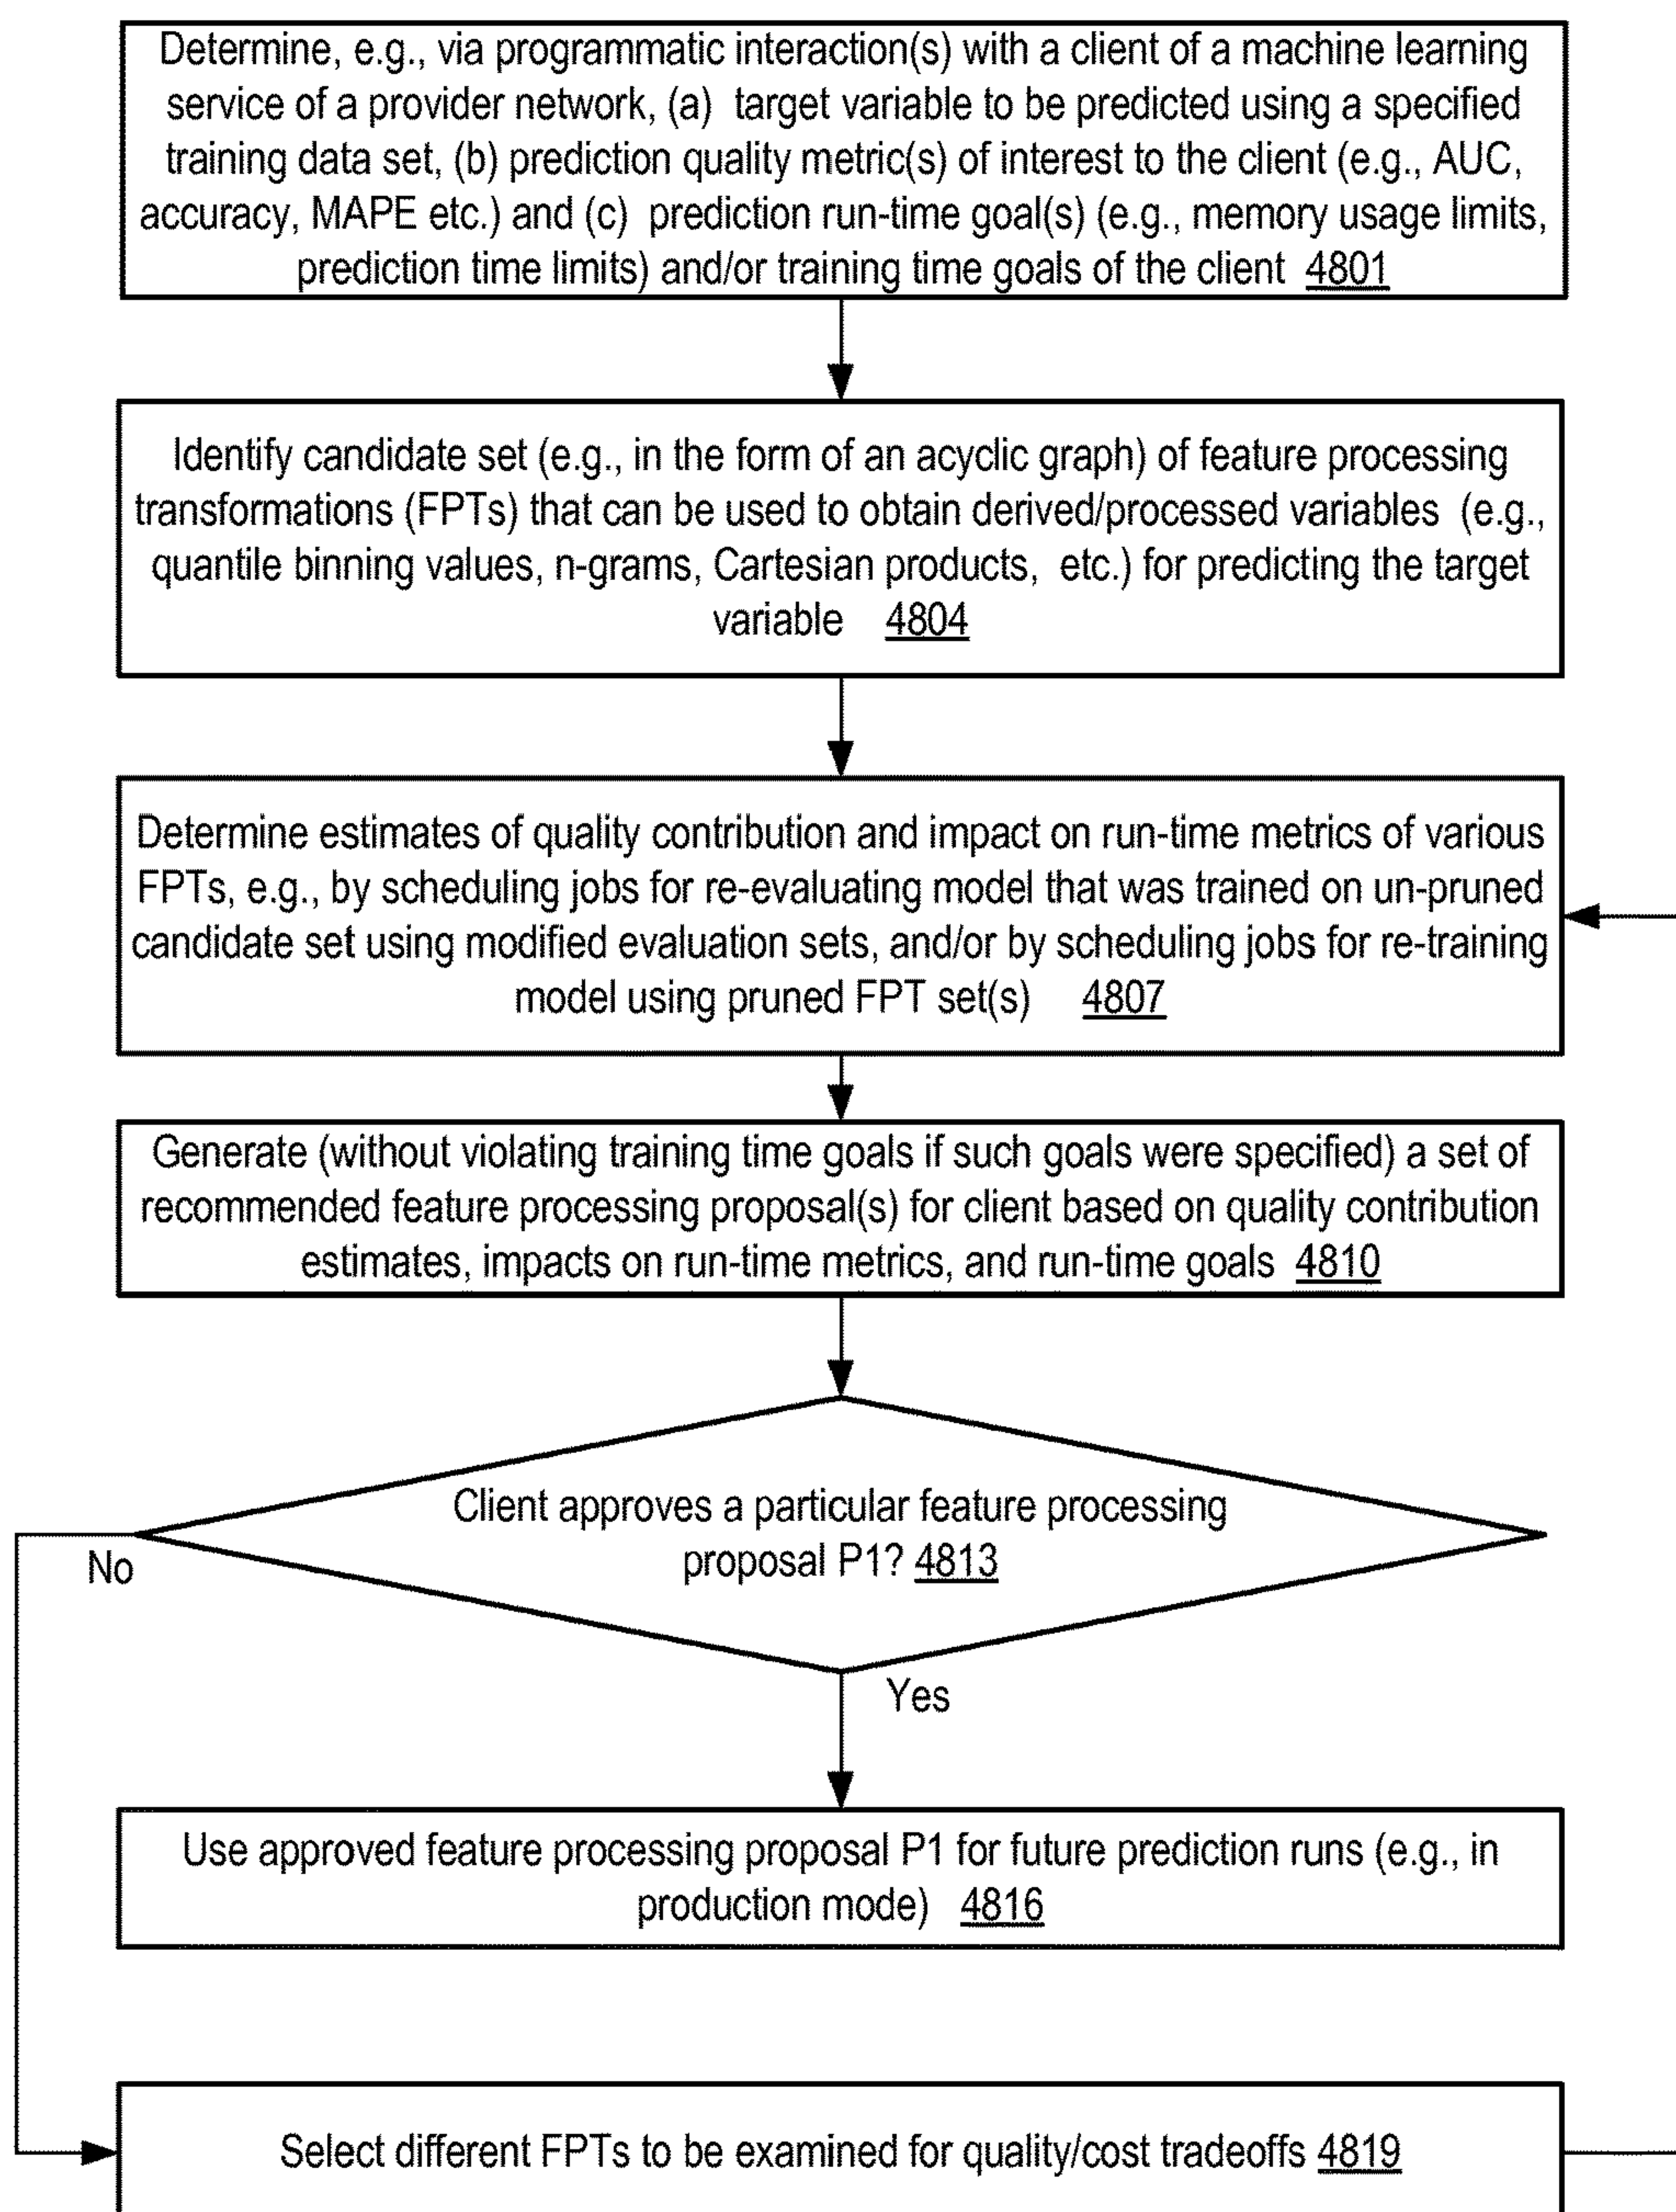 Determine, e.g., via programmatic interaction(s) with a client of a machine learning
service of a provider network, (a) target variable to be predicted using a specified
training data set, (b) prediction quality metric(s) of interest to the client (e.g., AUC,
accuracy, MAPE etc.) and (c) prediction run-time goal(s) (e.g., memory usage limits,
prediction time limits) and/or training time goals of the client 4801
Identify candidate set (e.g., in the form of an acyclic graph) of feature processing
transformations (FPTs) that can be used to obtain derived/processed variables (e.g.,
quantile binning values, n-grams, Cartesian products, etc.) for predicting the target
variable 4804
Determine estimates of quality contribution and impact on run-time metrics of various
FPTs, e.g., by scheduling jobs for re-evaluating model that was trained on un-pruned
candidate set using modified evaluation sets, and/or by scheduling jobs for re-training
model using pruned FPT set(s) 4807
Generate (without violating training time goals if such goals were specified) a set of
recommended feature processing proposal(s) for client based on quality contribution
estimates, impacts on run-time metrics, and run-time goals 4810
Client approves a particular feature processing
proposal P1? 4813
No
Yes
Use approved feature processing proposal P1 for future prediction runs (e.g., in
production mode) 4816
Select different FPTs to be examined for quality/cost tradeoffs 4819